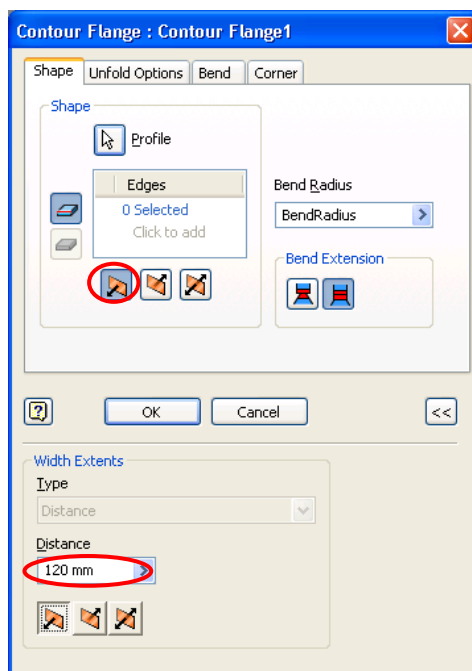 Contour Flange : Contour Flange1
Shape Unfold Options Bend Corner
Shape
Profile
Edges
0 Selected
Click to add
Bend Radius
BendRadius
Bend Extension
OK Cancel <<
Width Extents
Type
Distance
Distance
120 mm